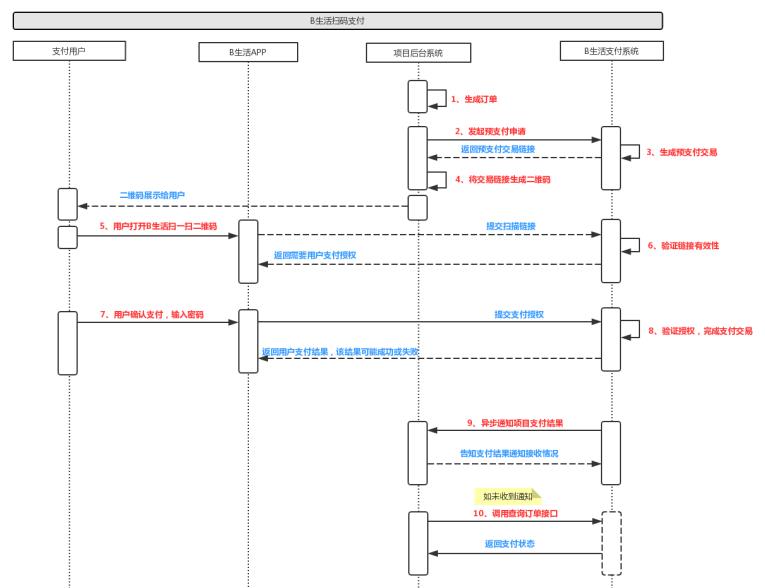 B生活扫码支付
支付用户
B生活APP
项目后台系统
B生活支付系统
1、生成订单
2、发起预支付申请
返回预支付交易链接
3、生成预支付交易
4、将交易链接生成二维码
二维码展示给用户
5、用户打开B生活扫一扫二维码
提交扫描链接
6、验证链接有效性
返回需要用户支付授权
7、用户确认支付，输入密码
提交支付授权
8、验证授权，完成支付交易
返回用户支付结果，该结果可能成功或失败
9、异步通知项目支付结果
告知支付结果通知接收情况
如未收到通知
10、调用查询订单接口
返回支付状态